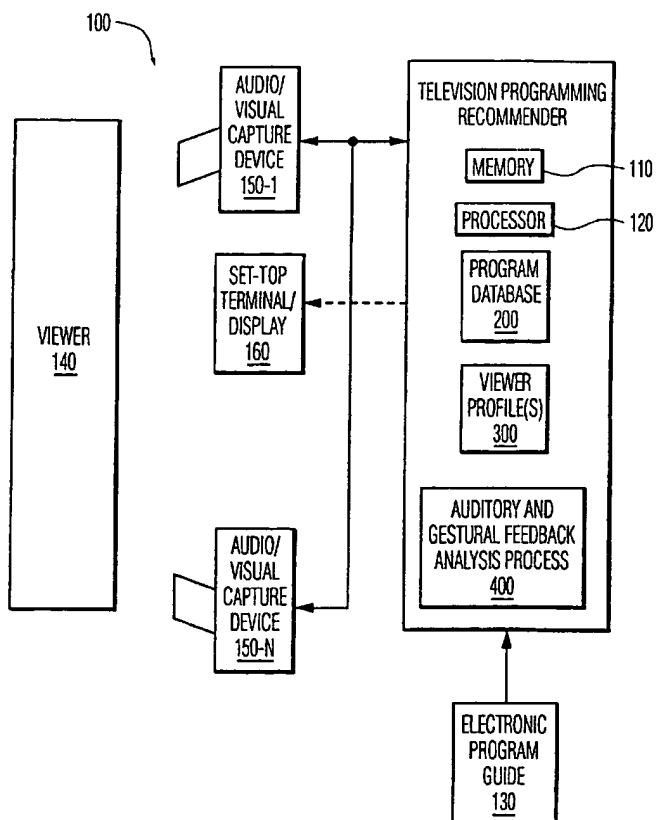 100
AUDIO/
VISUAL
CAPTURE
DEVICE
150-1
TELEVISION PROGRAMMING
RECOMMENDER
MEMORY
110
PROCESSOR
120
SET-TOP
TERMINAL/
DISPLAY
160
PROGRAM
DATABASE
200
VIEWER
140
VIEWER
PROFILE(S)
300
AUDIO/
VISUAL
CAPTURE
DEVICE
150-N
AUDITORY AND
GESTURAL FEEDBACK
ANALYSIS PROCESS
400
ELECTRONIC
PROGRAM
GUIDE
130